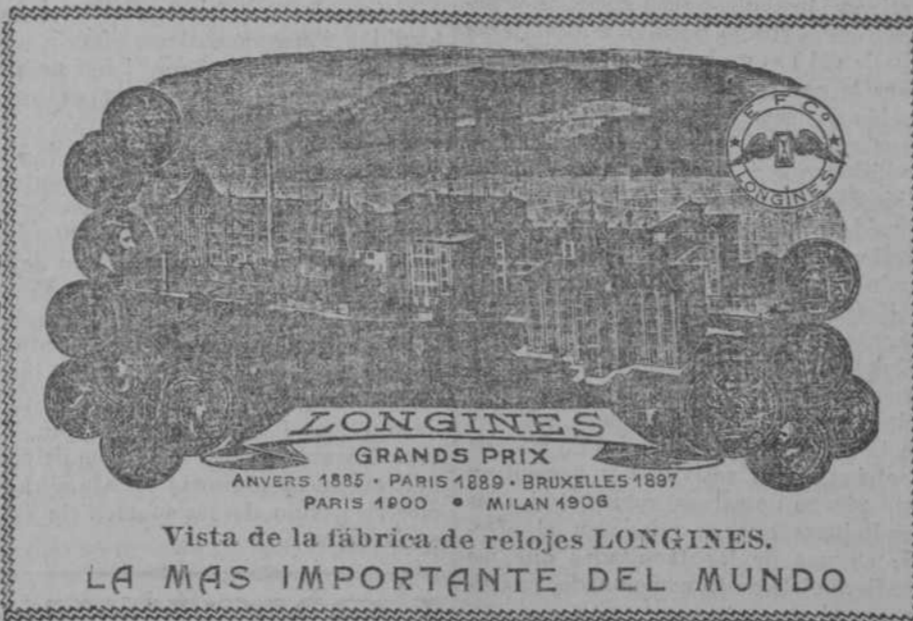 E F Co
LONGINES
LONGINES
GRANDS PRIX
ANVERS 1885 · PARIS 1889 · BRUXELLES 1897
PARIS 1900 • MILAN 1906
Vista de la fábrica de relojes LONGINES.
LA MAS IMPORTANTE DEL MUNDO